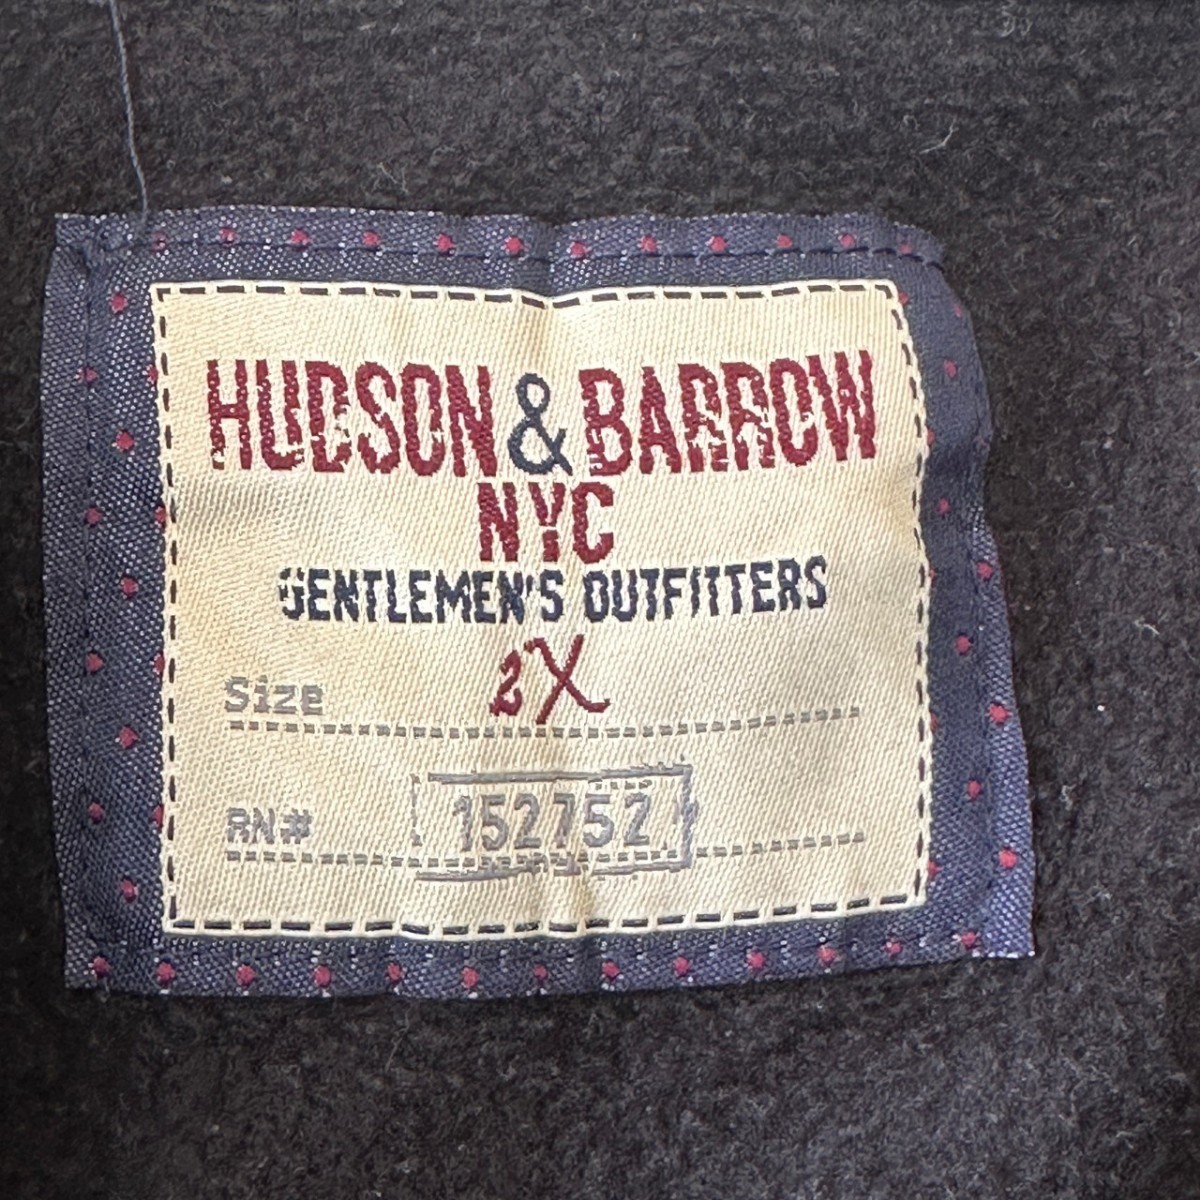 HUDSON & BARROW
NYC
GENTLEMEN'S OUTFITTERS
Size 2X
RN# 152752